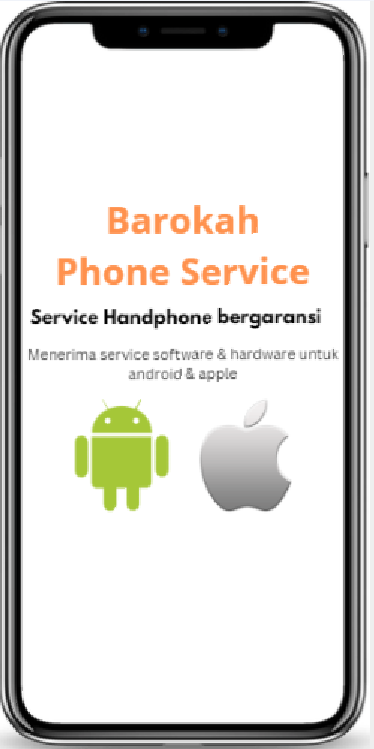 Barokah
Phone Service
Service Handphone bergaransi
Menerima service software & hardware untuk
android & apple